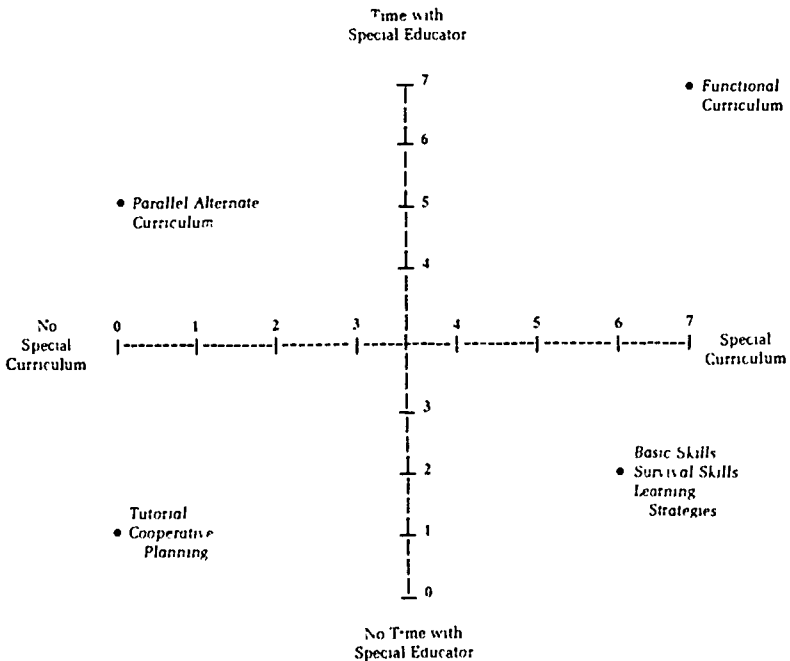 Time with
Special Educator
7
Functional
Curriculum
6
Parallel Alternate
Curriculum
5
4
No
Special
Curriculum
0
1
2
3
4
5
6
7
Special
Curriculum
3
Basic Skills
Survival Skills
Learning
Strategies
2
Tutorial
Cooperative
Planning
1
0
No Time with
Special Educator